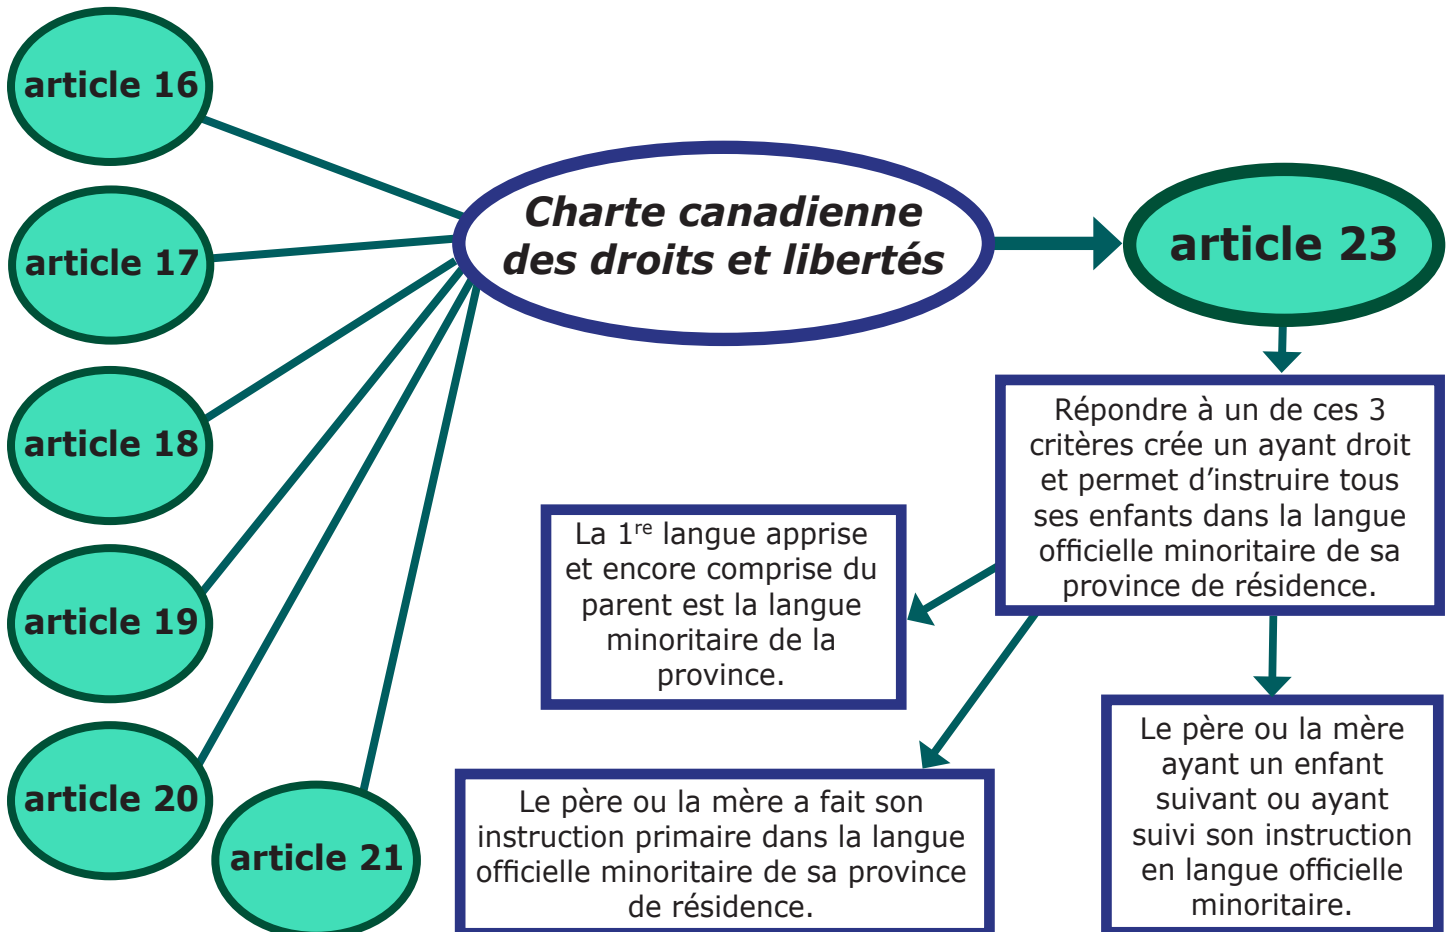 article 16
article 17
article 18
article 19
article 20
article 21
Charte canadienne
des droits et libertés
article 23
Répondre à un de ces 3
critères crée un ayant droit
et permet d'instruire tous
ses enfants dans la langue
officielle minoritaire de sa
province de résidence.
La 1re langue apprise
et encore comprise du
parent est la langue
minoritaire de la
province.
Le père ou la mère a fait son
instruction primaire dans la langue
officielle minoritaire de sa province
de résidence.
Le père ou la mère
ayant un enfant
suivant ou ayant
suivi son instruction
en langue officielle
minoritaire.